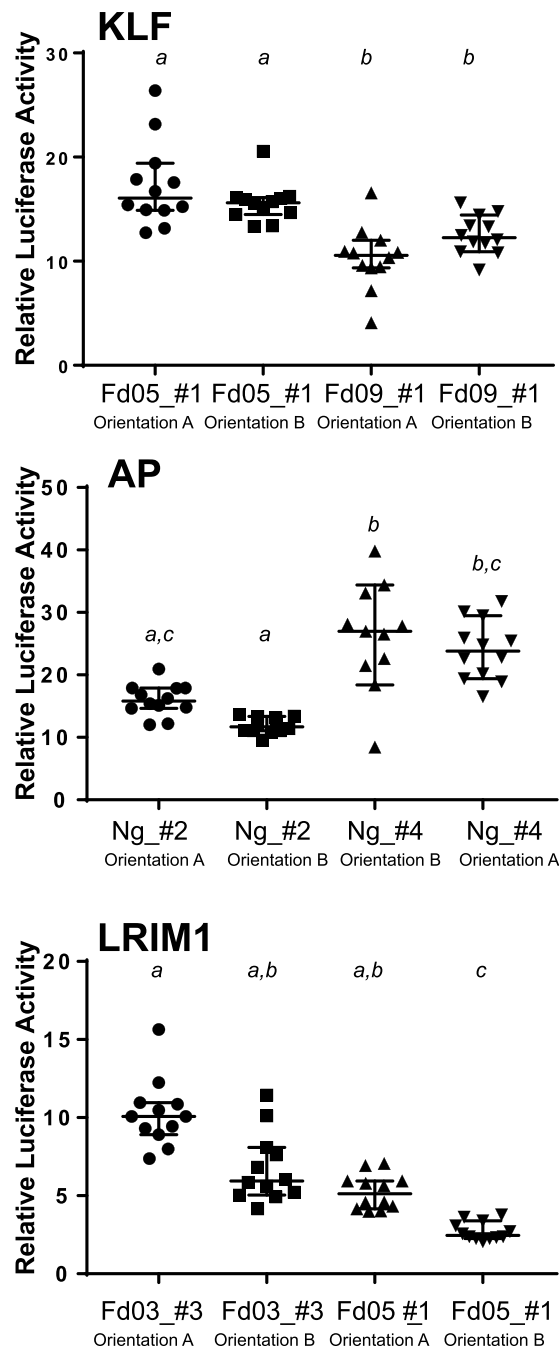 KLF
Relative Luciferase Activity
30
20
10
0
a a b b
Fd05_#1 Fd05_#1 Fd09_#1 Fd09_#1
Orientation A Orientation B Orientation A Orientation B
AP
Relative Luciferase Activity
50
40
30
20
10
0
a,c a b b,c
Ng_#2 Ng_#2 Ng_#4 Ng_#4
Orientation A Orientation B Orientation B Orientation A
LRIM1
Relative Luciferase Activity
20
15
10
5
0
a a,b a,b c
Fd03_#3 Fd03_#3 Fd05_#1 Fd05_#1
Orientation A Orientation B Orientation A Orientation B